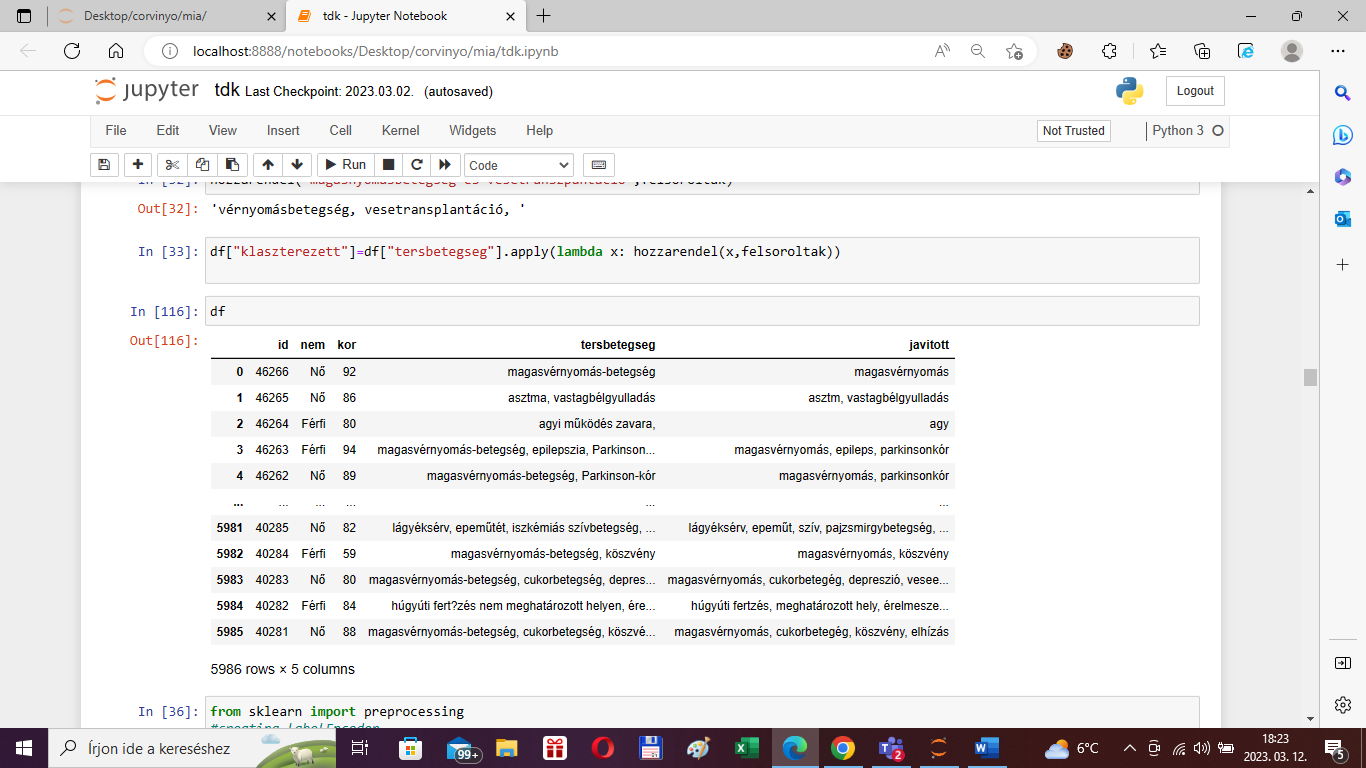 Desktop/corvinyo/mia/
tdk - Jupyter Notebook
localhost:8888/notebooks/Desktop/corvinyo/mia/tdk.ipynb
jupyter tdk Last Checkpoint: 2023.03.02. (autosaved)
Logout
File Edit View Insert Cell Kernel Widgets Help
Not Trusted
Python 3
Run
Code
Out[32]: 'vérnyomásbetegség, vesetransplantáció, '
In [33]: df["klaszterezett"]=df["tersbetegseg"].apply(lambda x: hozzarendel(x,felsoroltak))
In [116]: df
Out[116]:
id nem kor tersbetegseg javitott
0 46266 Nő 92 magasvérnyomás-betegség magasvérnyomás
1 46265 Nő 86 asztma, vastagbélgyulladás asztm, vastagbélgyulladás
2 46264 Férfi 80 agyi működés zavara, agy
3 46263 Férfi 94 magasvérnyomás-betegség, epilepszia, Parkinson... magasvérnyomás, epileps, parkinsonkór
4 46262 Nő 89 magasvérnyomás-betegség, Parkinson-kór magasvérnyomás, parkinsonkór
... ... ... ... ... ...
5981 40285 Nő 82 lágyéksérv, epeműtét, iszkémiás szívbetegség, ... lágyéksérv, epeműt, szív, pajzsmirgybetegség, ...
5982 40284 Férfi 59 magasvérnyomás-betegség, köszvény magasvérnyomás, köszvény
5983 40283 Nő 80 magasvérnyomás-betegség, cukorbetegség, depres... magasvérnyomás, cukorbetegég, depreszió, vesee...
5984 40282 Férfi 84 húgyúti fert?zés nem meghatározott helyen, ére... húgyúti fertzés, meghatározott hely, érelmesze...
5985 40281 Nő 88 magasvérnyomás-betegség, cukorbetegség, köszvé... magasvérnyomás, cukorbetegég, köszvény, elhízás
5986 rows × 5 columns
In [36]: from sklearn import preprocessing
Írjon ide a kereséshez
99+
2
6°C
18:23
2023. 03. 12.
5